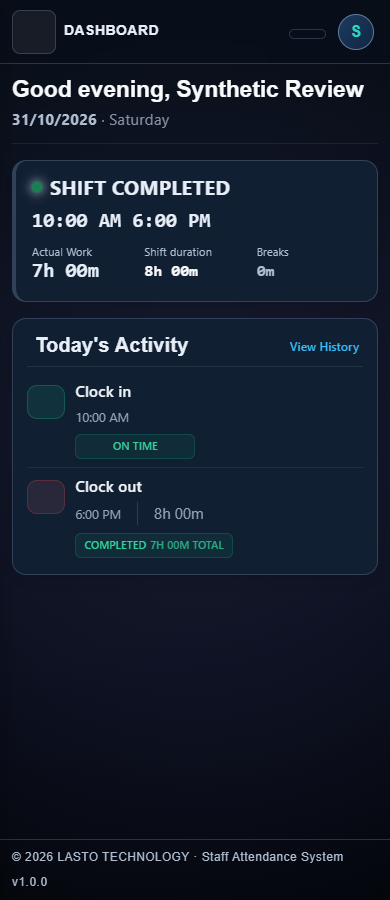 DASHBOARD
S
Good evening, Synthetic Review
31/10/2026 · Saturday
SHIFT COMPLETED
10:00 AM 6:00 PM
Actual Work Shift duration Breaks
7h 00m 8h 00m 0m
Today's Activity View History
Clock in
10:00 AM
ON TIME
Clock out
6:00 PM 8h 00m
COMPLETED 7H 00M TOTAL
© 2026 LASTO TECHNOLOGY · Staff Attendance System
v1.0.0